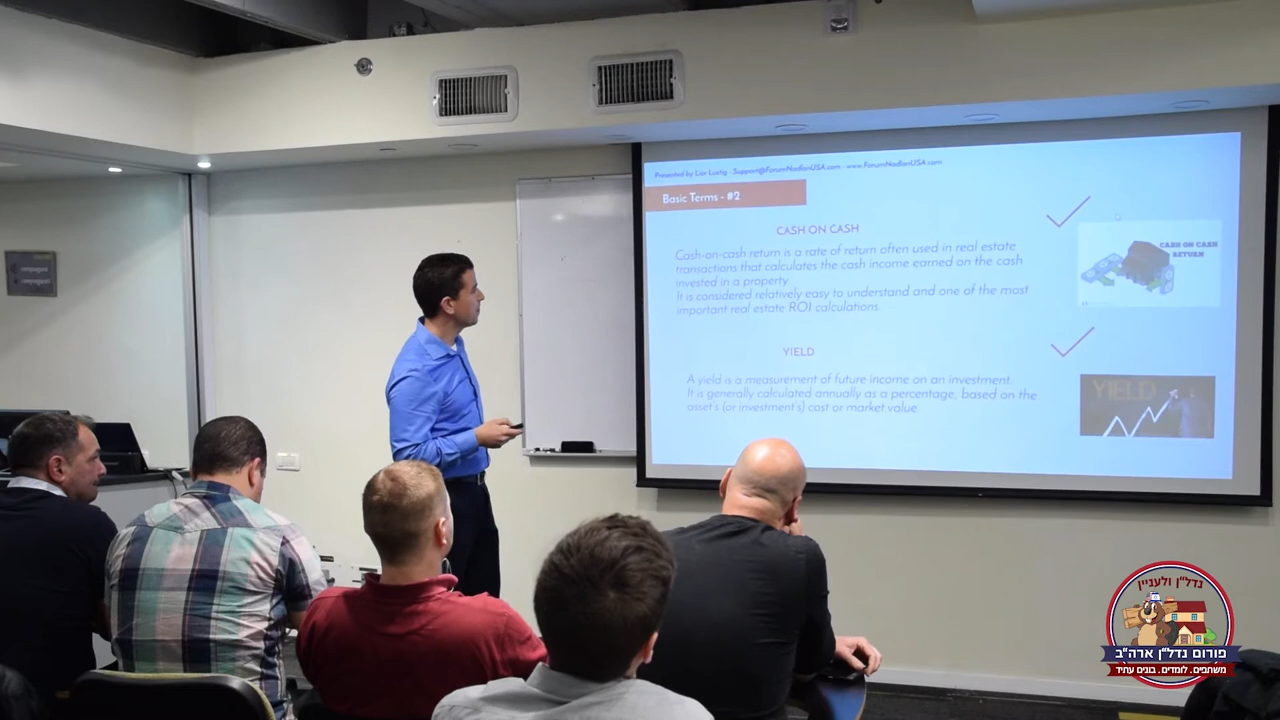 Presented by Lior Lustig - Support@ForumNadlanUSA.com - www.ForumNadlanUSA.com
Basic Terms - #2
CASH ON CASH
Cash-on-cash return is a rate of return often used in real estate
transactions that calculates the cash income earned on the cash
invested in a property
It is considered relatively easy to understand and one of the most
important real estate ROI calculations.
CASH ON CASH
RETURN
YIELD
A yield is a measurement of future income on an investment.
It is generally calculated annually as a percentage, based on the
asset's (or investment's) cost or market value.
YIELD
נדל"ן ולעניין
פורום נדל"ן ארה"ב
משתפים. לומדים. בונים עתיד